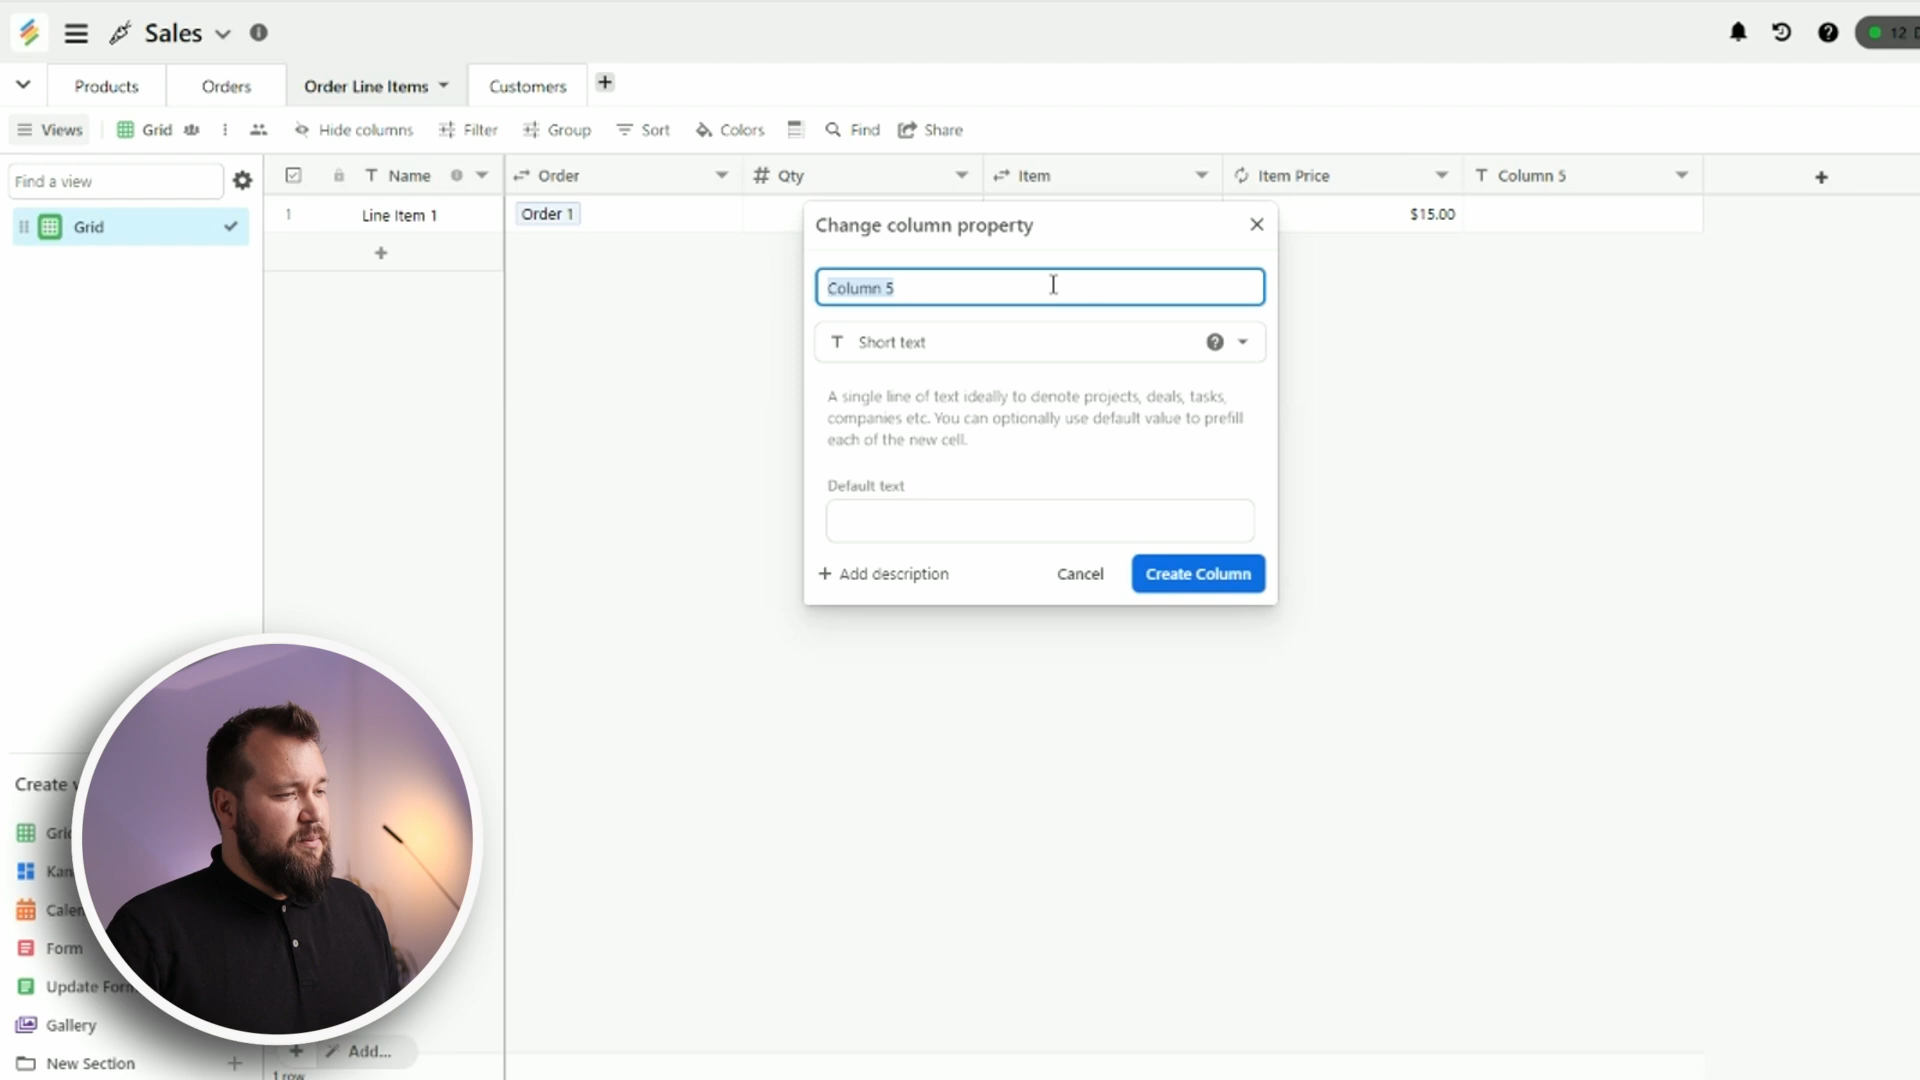 Sales
12
Products
Orders
Order Line Items
Customers
Views
Grid
Hide columns
Filter
Group
Sort
Colors
Find
Share
Find a view
Name
Order
Qty
Item
Item Price
Column 5
Grid
1
Line Item 1
Order 1
$15.00
Change column property
Column 5
Short text
A single line of text ideally to denote projects, deals, tasks,
companies etc. You can optionally use default value to prefill
each of the new cell.
Default text
Add description
Cancel
Create Column
Create
Form
Update Form
Gallery
New Section
Add...
1 row